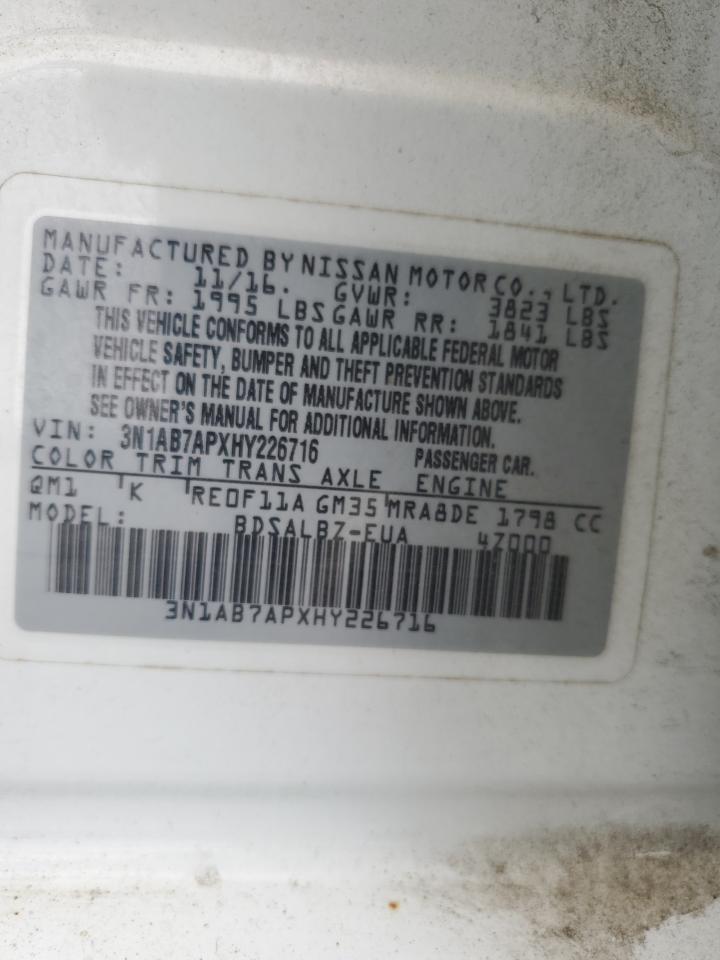 MANUFACTURED BY NISSAN MOTOR CO., LTD.
DATE: 11/16. GVWR: 3823 LBS
GAWR FR: 1995 LBS GAWR RR: 1841 LBS
THIS VEHICLE CONFORMS TO ALL APPLICABLE FEDERAL MOTOR
VEHICLE SAFETY, BUMPER AND THEFT PREVENTION STANDARDS
IN EFFECT ON THE DATE OF MANUFACTURE SHOWN ABOVE.
SEE OWNER'S MANUAL FOR ADDITIONAL INFORMATION.
VIN: 3N1AB7APXHY226716 PASSENGER CAR.
COLOR TRIM TRANS AXLE ENGINE
QM1 K RE0F11A GM35 MRA8DE 1798 CC
MODEL: BDSALBZ-EUA 4Z000
3N1AB7APXHY226716